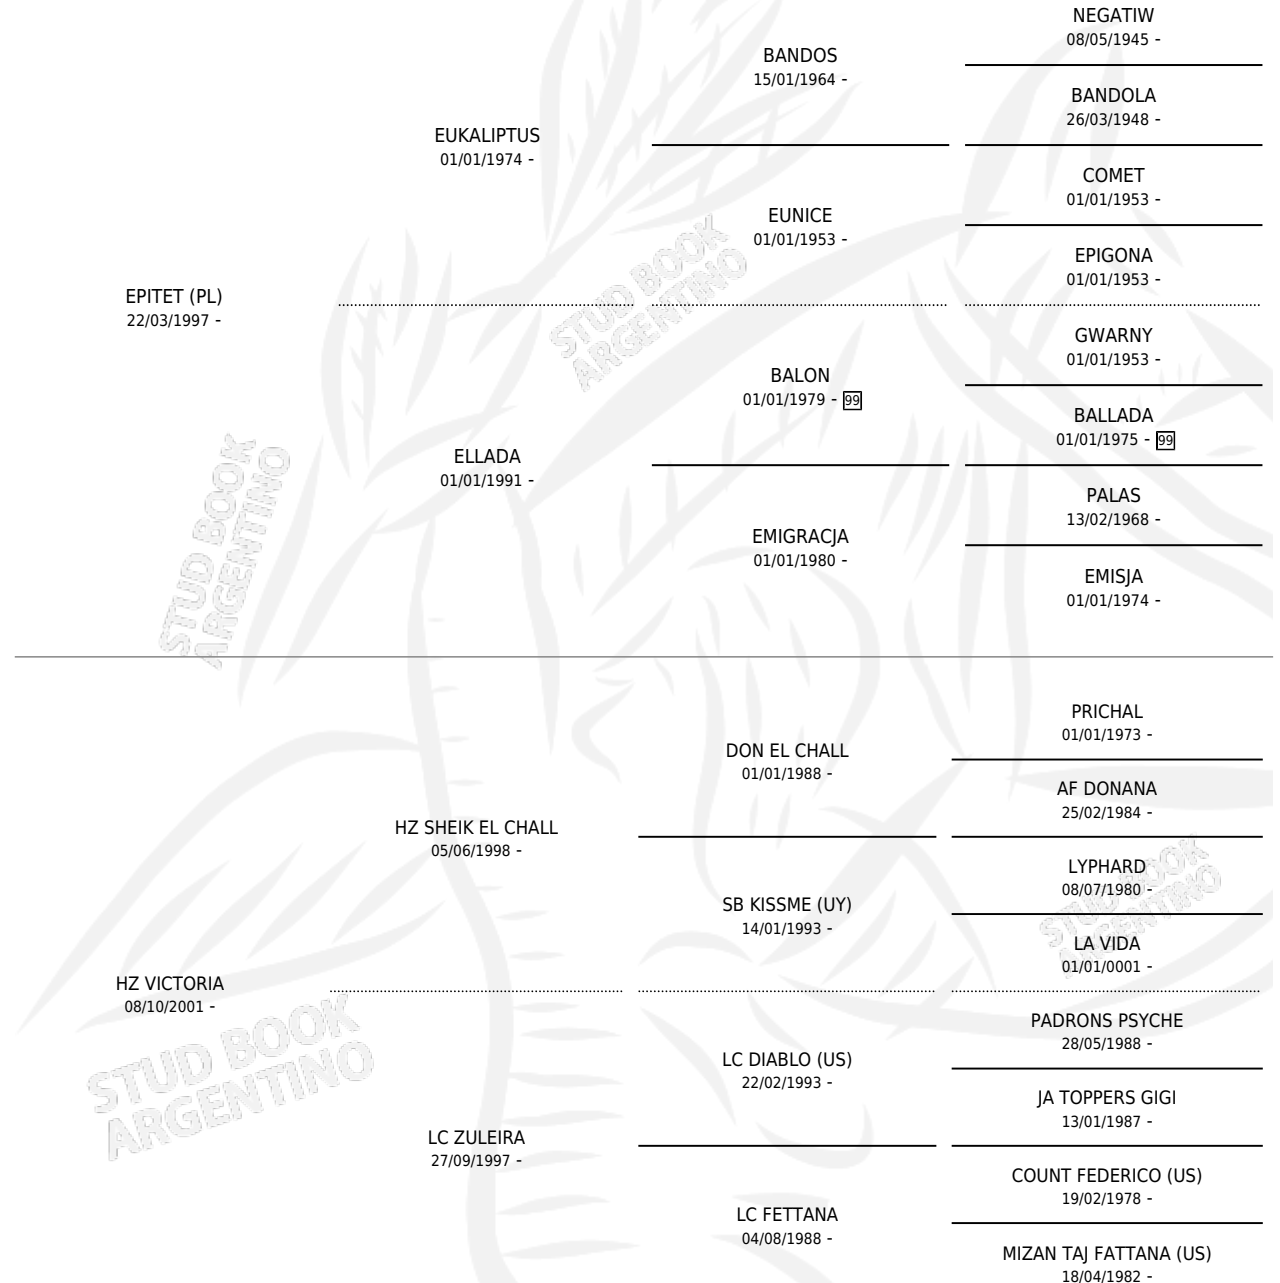 NEGATIW
08/05/1945 -
BANDOS
15/01/1964 -
BANDOLA
26/03/1948 -
EUKALIPTUS
01/01/1974 -
COMET
01/01/1953 -
EUNICE
01/01/1953 -
EPIGONA
01/01/1953 -
EPITET (PL)
22/03/1997 -
GWARNY
01/01/1953 -
BALON
01/01/1979 - 99
BALLADA
01/01/1975 - 99
ELLADA
01/01/1991 -
PALAS
13/02/1968 -
EMIGRACJA
01/01/1980 -
EMISJA
01/01/1974 -
STUD BOOK
ARGENTINO
STUD BOOK
ARGENTINO
PRICHAL
01/01/1973 -
DON EL CHALL
01/01/1988 -
AF DONANA
25/02/1984 -
HZ SHEIK EL CHALL
05/06/1998 -
LYPHARD
08/07/1980 -
SB KISSME (UY)
14/01/1993 -
LA VIDA
01/01/0001 -
HZ VICTORIA
08/10/2001 -
PADRONS PSYCHE
28/05/1988 -
LC DIABLO (US)
22/02/1993 -
JA TOPPERS GIGI
13/01/1987 -
LC ZULEIRA
27/09/1997 -
COUNT FEDERICO (US)
19/02/1978 -
LC FETTANA
04/08/1988 -
MIZAN TAJ FATTANA (US)
18/04/1982 -
STUD BOOK
ARGENTINO
STUD BOOK
ARGENTINO